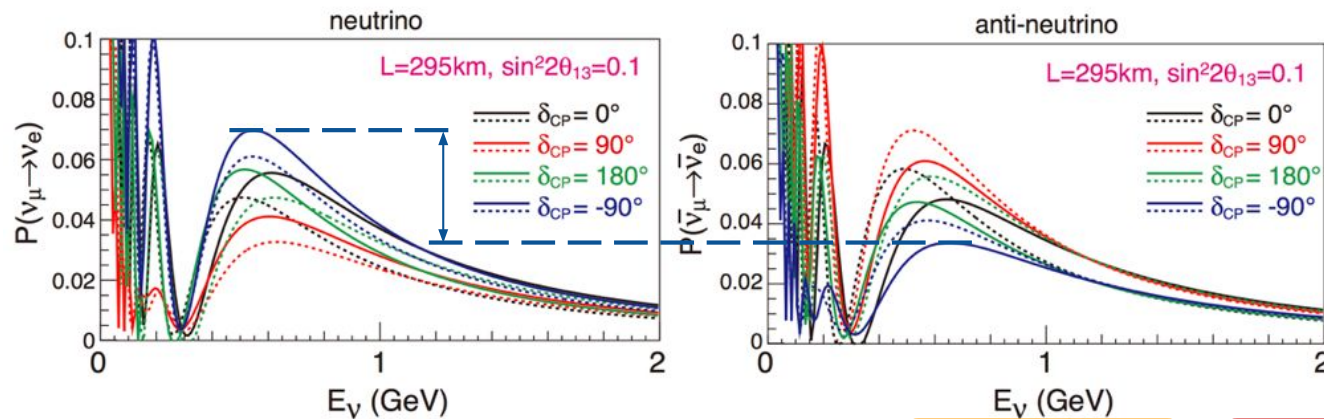 neutrino
L=295km, sin²2θ₁₃=0.1
δCP = 0°
δCP = 90°
δCP = 180°
δCP = -90°
P(νμ→νe)
0.1
0.08
0.06
0.04
0.02
0
0 1 2
Eν (GeV)
anti-neutrino
L=295km, sin²2θ₁₃=0.1
δCP = 0°
δCP = 90°
δCP = 180°
δCP = -90°
P(ν̄μ→ν̄e)
0.1
0.08
0.06
0.04
0.02
0
0 1 2
Eν (GeV)